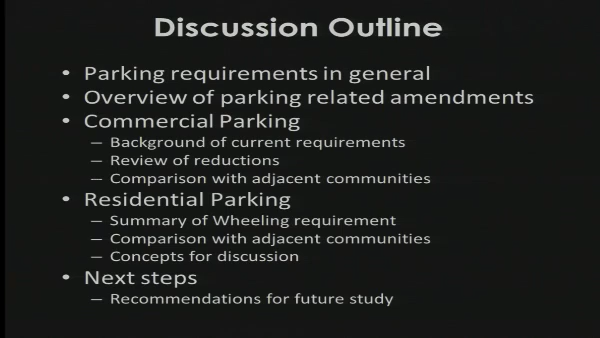 Discussion Outline
• Parking requirements in general
• Overview of parking related amendments
• Commercial Parking
– Background of current requirements
– Review of reductions
– Comparison with adjacent communities
• Residential Parking
– Summary of Wheeling requirement
– Comparison with adjacent communities
– Concepts for discussion
• Next steps
– Recommendations for future study